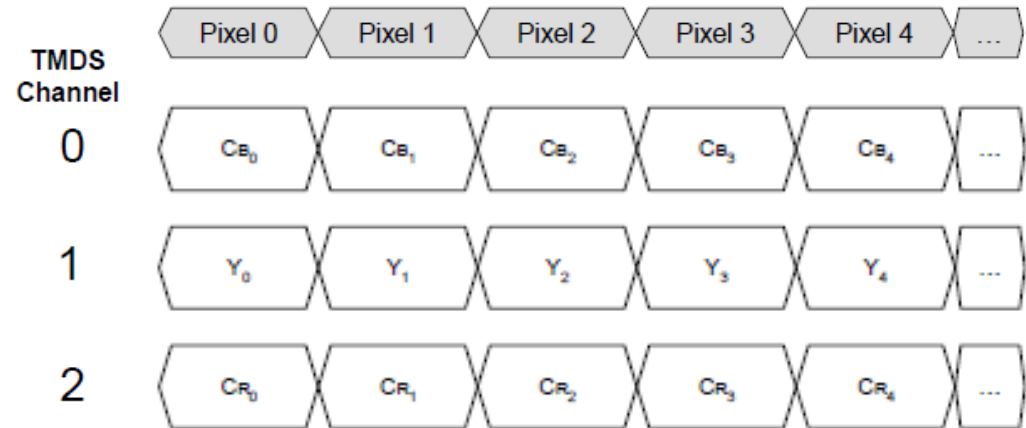 Pixel 0 Pixel 1 Pixel 2 Pixel 3 Pixel 4 ...
TMDS
Channel
0 CB0 CB1 CB2 CB3 CB4 ...
1 Y0 Y1 Y2 Y3 Y4 ...
2 CR0 CR1 CR2 CR3 CR4 ...